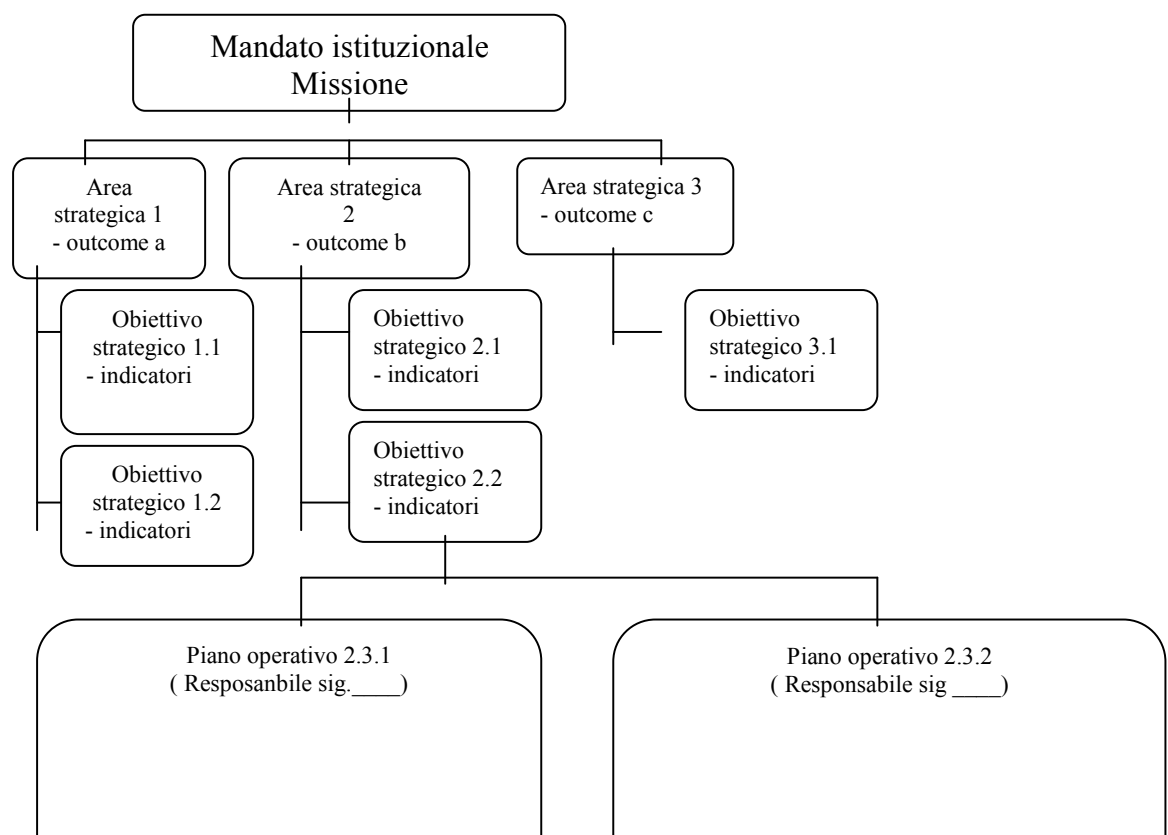 Mandato istituzionale
Missione
Area
strategica 1
- outcome a
Area strategica
2
- outcome b
Area strategica 3
- outcome c
Obiettivo
strategico 1.1
- indicatori
Obiettivo
strategico 2.1
- indicatori
Obiettivo
strategico 3.1
- indicatori
Obiettivo
strategico 1.2
- indicatori
Obiettivo
strategico 2.2
- indicatori
Piano operativo 2.3.1
( Resposanbile sig.____)
Piano operativo 2.3.2
( Responsabile sig ____)